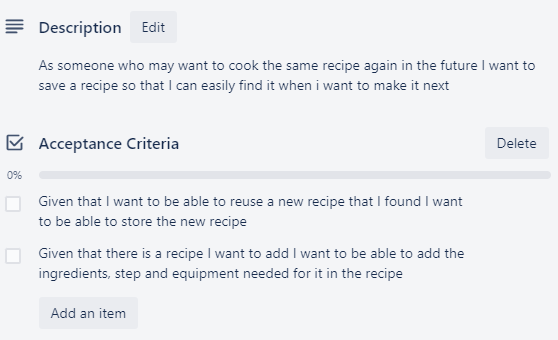 Description Edit
As someone who may want to cook the same recipe again in the future I want to
save a recipe so that I can easily find it when i want to make it next
Acceptance Criteria Delete
0%
Given that I want to be able to reuse a new recipe that I found I want
to be able to store the new recipe
Given that there is a recipe I want to add I want to be able to add the
ingredients, step and equipment needed for it in the recipe
Add an item